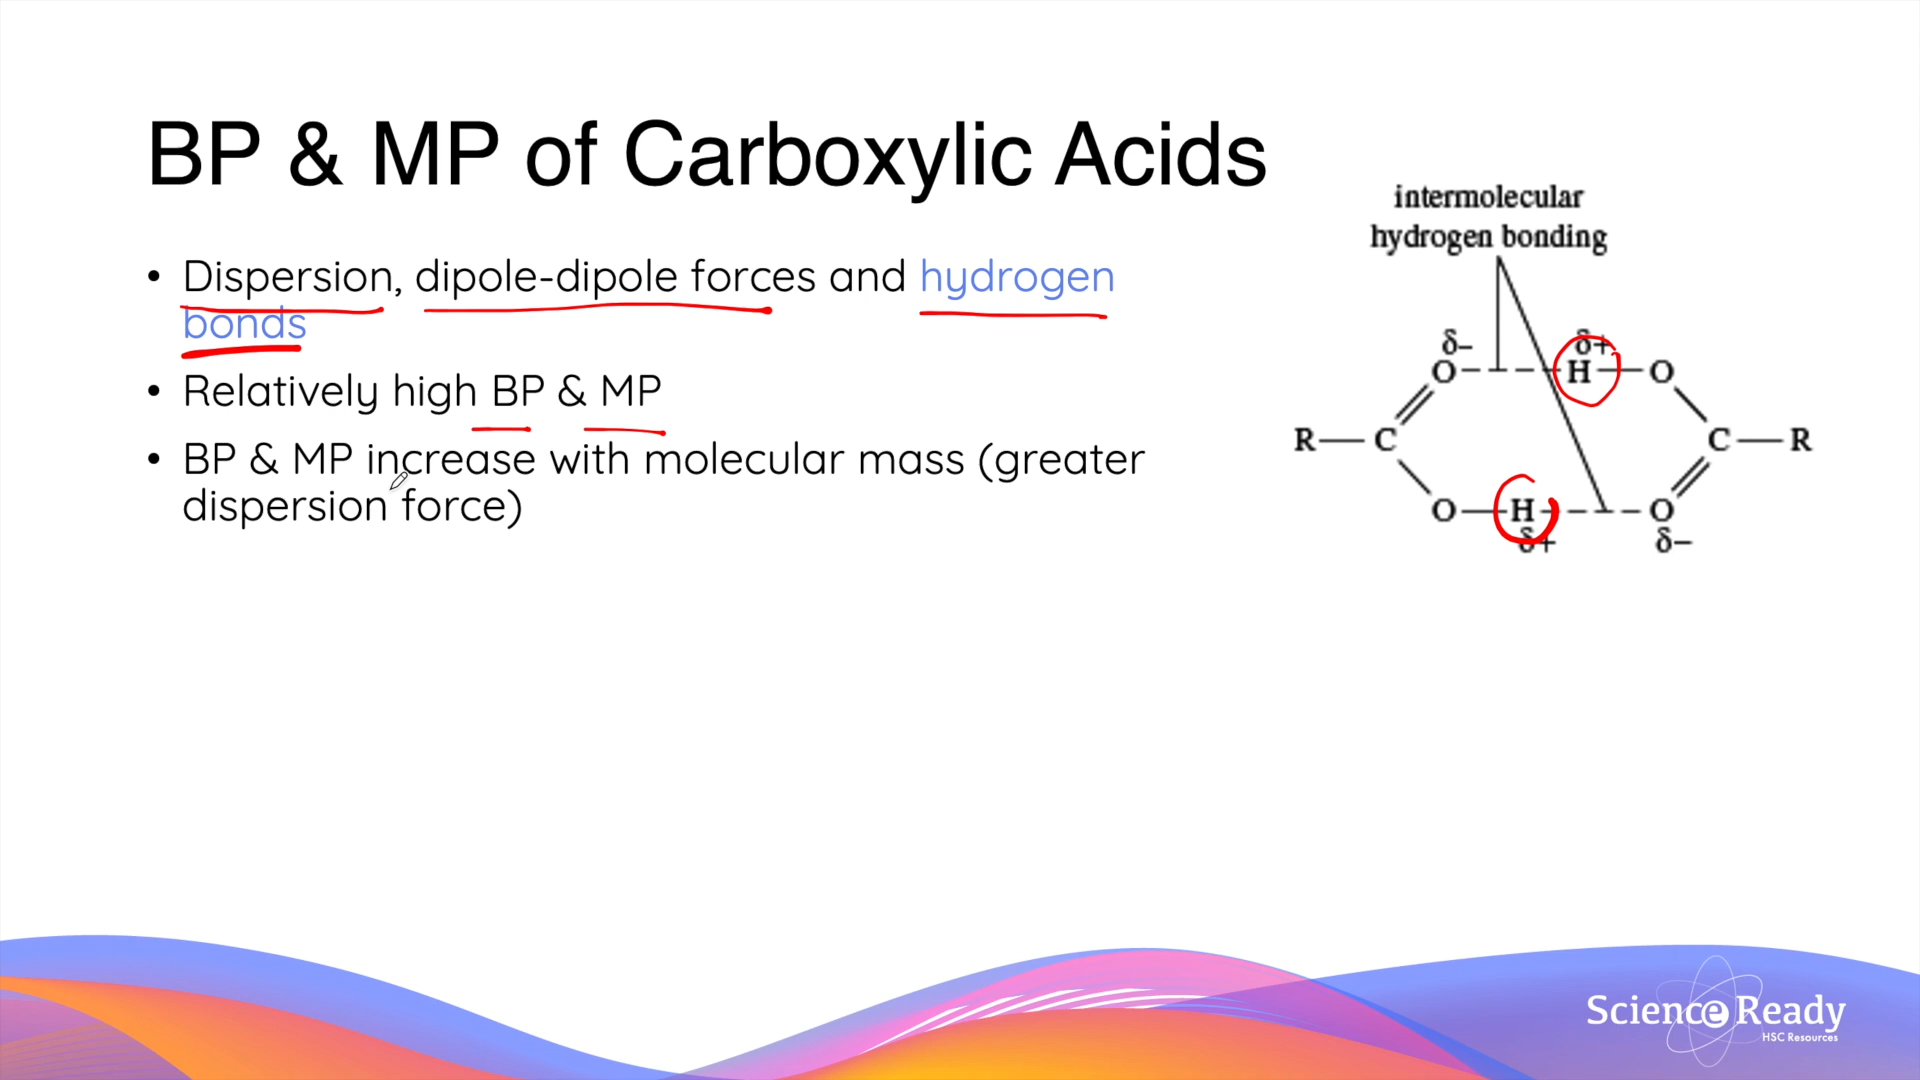 BP & MP of Carboxylic Acids
• Dispersion, dipole-dipole forces and hydrogen
bonds
• Relatively high BP & MP
• BP & MP increase with molecular mass (greater
dispersion force)
intermolecular
hydrogen bonding
δ– δ+
O H O
R C C R
O H O
δ+ δ–
Science Ready
HSC Resources